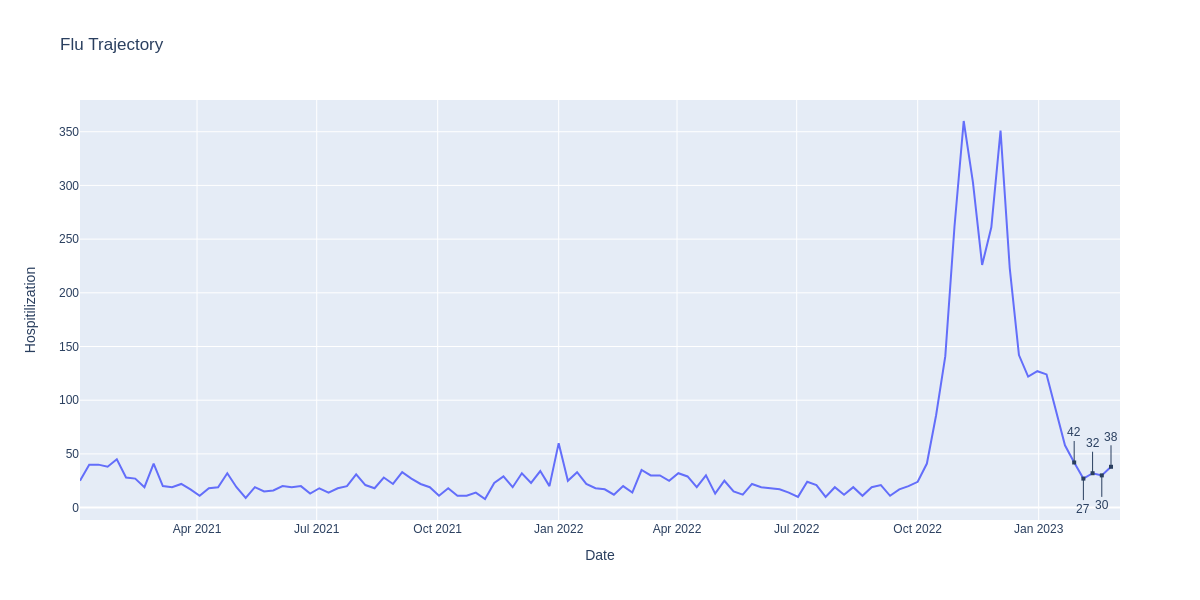 Flu Trajectory
Hospitilization
350
300
250
200
150
100
50
0
42
32
38
27
30
Apr 2021
Jul 2021
Oct 2021
Jan 2022
Apr 2022
Jul 2022
Oct 2022
Jan 2023
Date